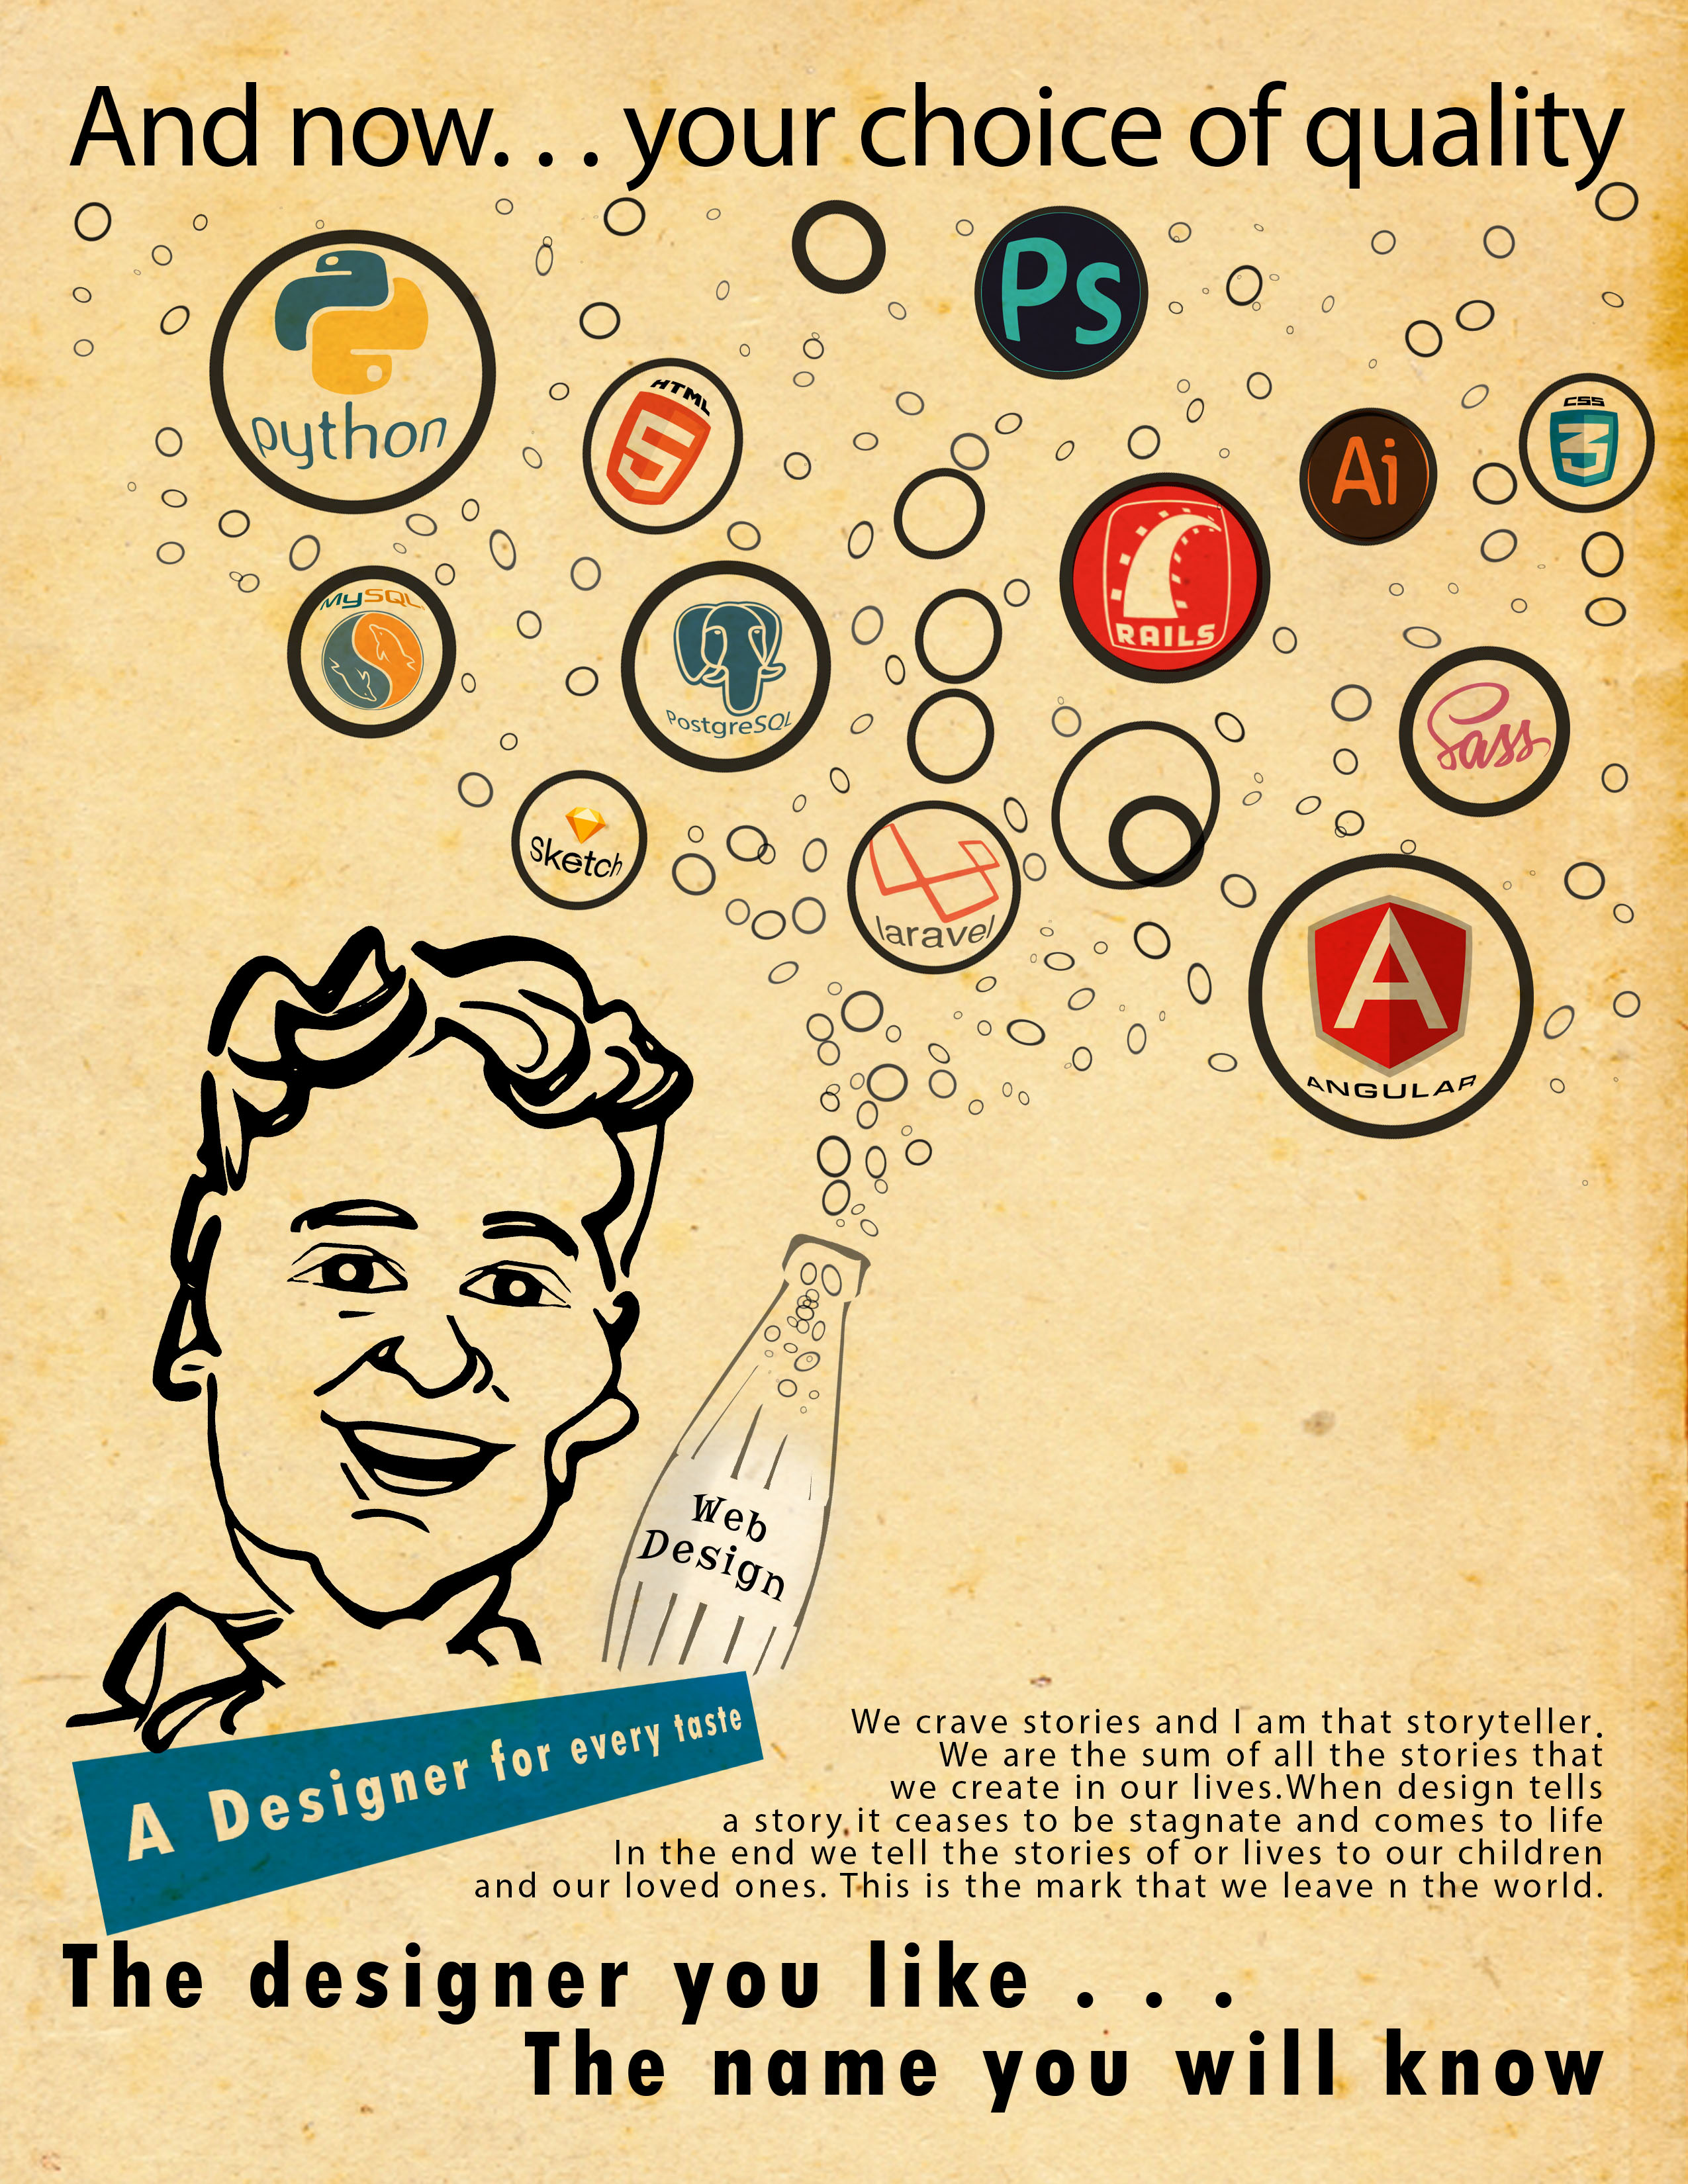 And now... your choice of quality
python
HTML
5
Ps
Ai
CSS
3
MySQL
PostgreSQL
RAILS
Sass
Sketch
laravel
A
ANGULAR
Web
Design
A Designer for every taste
We crave stories and I am that storyteller.
We are the sum of all the stories that
we create in our lives.When design tells
a story it ceases to be stagnate and comes to life
In the end we tell the stories of or lives to our children
and our loved ones. This is the mark that we leave n the world.
The designer you like . . .
The name you will know